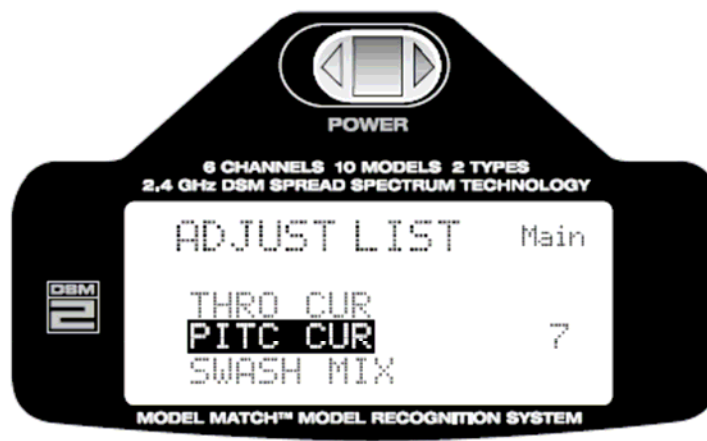 POWER
6 CHANNELS 10 MODELS 2 TYPES
2,4 GHz DSM SPREAD SPECTRUM TECHNOLOGY
ADJUST LIST Main
DSM
2
THRO CUR
PITC CUR 7
SWASH MIX
MODEL MATCH™ MODEL RECOGNITION SYSTEM